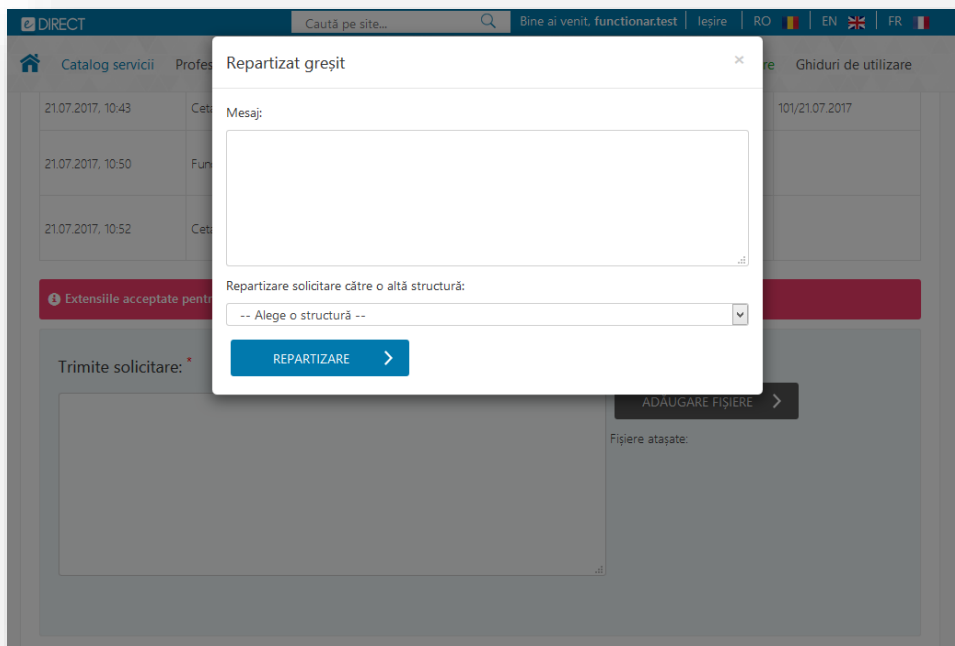 e DIRECT
Caută pe site...
Bine ai venit, functionar.test
Ieșire
RO
EN
FR
Catalog servicii
Profes
re
Ghiduri de utilizare
Repartizat greșit
×
21.07.2017, 10:43
Cetă
101/21.07.2017
Mesaj:
21.07.2017, 10:50
Fun
21.07.2017, 10:52
Cetă
Repartizare solicitare către o altă structură:
Extensiile acceptate pentr
-- Alege o structură --
REPARTIZARE
Trimite solicitare: *
ADĂUGARE FIȘIERE
Fișiere atașate: